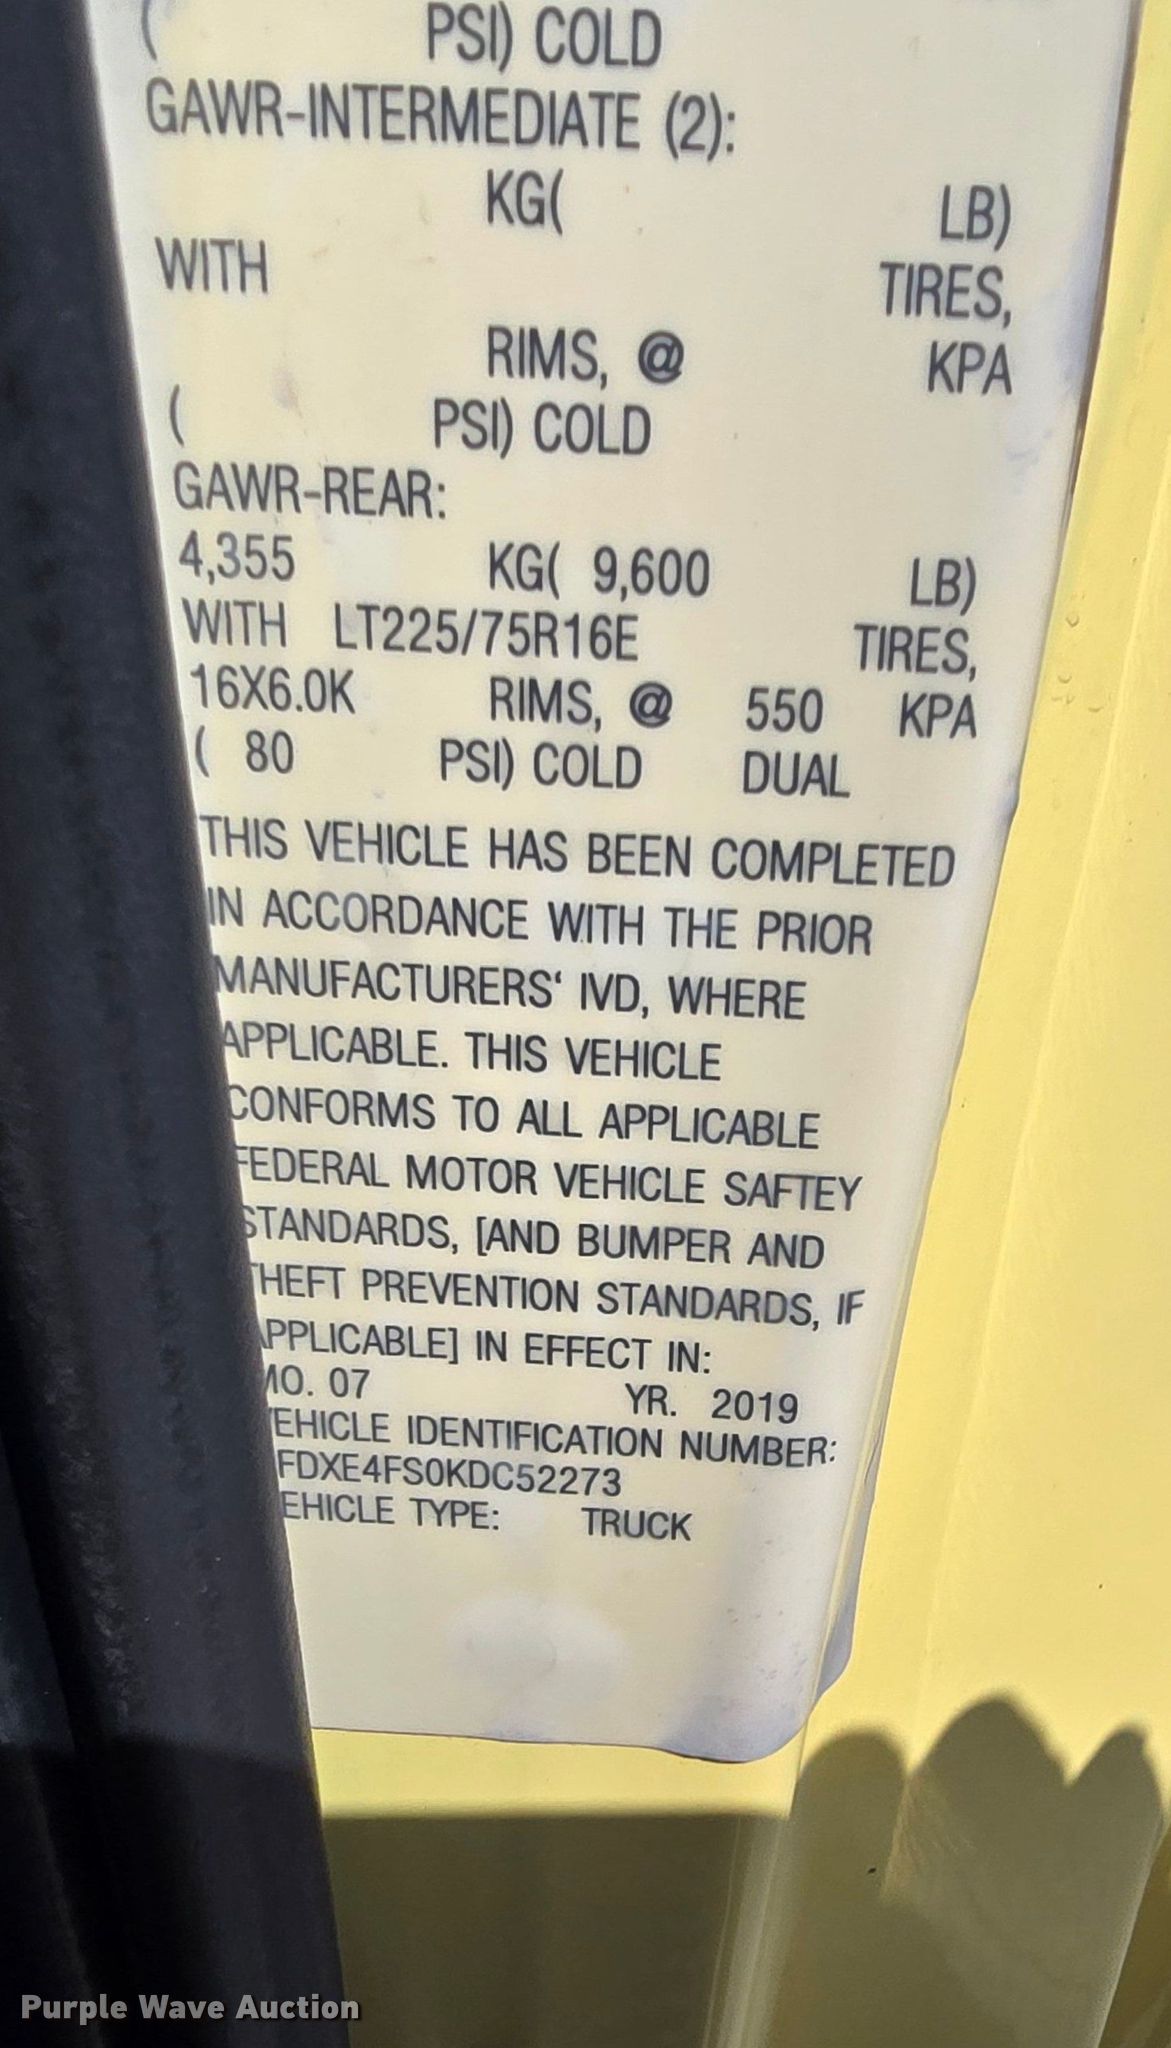 ( PSI) COLD
GAWR-INTERMEDIATE (2):
KG( LB)
WITH TIRES,
RIMS, @ KPA
( PSI) COLD
GAWR-REAR:
4,355 KG( 9,600 LB)
WITH LT225/75R16E TIRES,
16X6.0K RIMS, @ 550 KPA
( 80 PSI) COLD DUAL
THIS VEHICLE HAS BEEN COMPLETED
IN ACCORDANCE WITH THE PRIOR
MANUFACTURERS‘ IVD, WHERE
APPLICABLE. THIS VEHICLE
CONFORMS TO ALL APPLICABLE
FEDERAL MOTOR VEHICLE SAFTEY
STANDARDS, [AND BUMPER AND
THEFT PREVENTION STANDARDS, IF
APPLICABLE] IN EFFECT IN:
MO. 07 YR. 2019
VEHICLE IDENTIFICATION NUMBER:
FDXE4FS0KDC52273
EHICLE TYPE: TRUCK
Purple Wave Auction